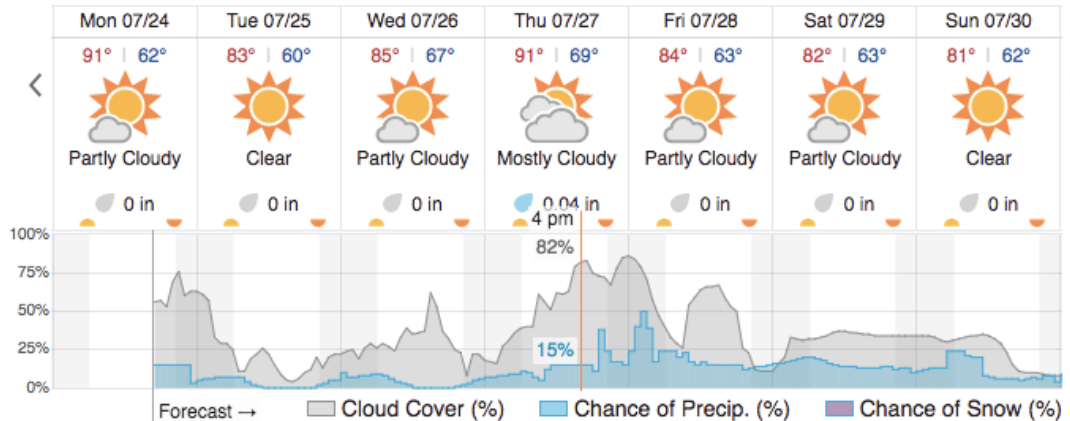 Mon 07/24 Tue 07/25 Wed 07/26 Thu 07/27 Fri 07/28 Sat 07/29 Sun 07/30
91° | 62° 83° | 60° 85° | 67° 91° | 69° 84° | 63° 82° | 63° 81° | 62°
Partly Cloudy Clear Partly Cloudy Mostly Cloudy Partly Cloudy Partly Cloudy Clear
0 in 0 in 0 in 0.04 in 0 in 0 in 0 in
4 pm
100%
82%
75%
50%
15%
25%
0%
Forecast → Cloud Cover (%) Chance of Precip. (%) Chance of Snow (%)